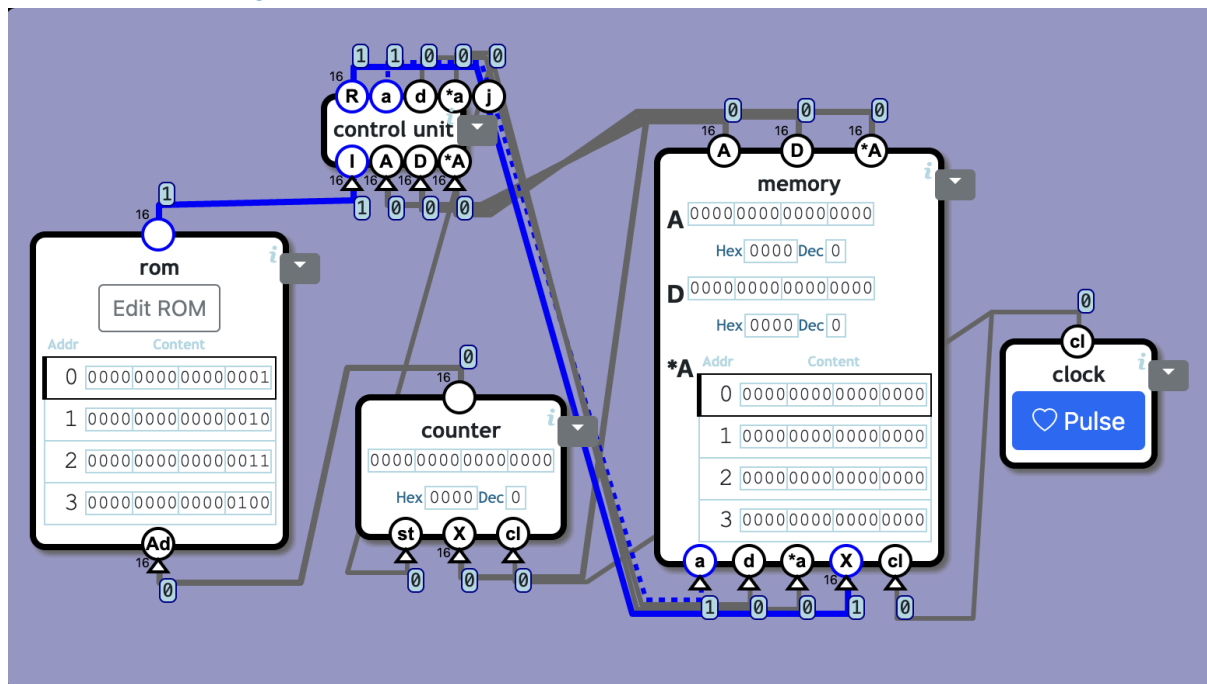 1 1 0 0 0
16
R a d *a j
control unit
I A D *A
16 16 16 16
1 0 0 0
1
16
rom
Edit ROM
Addr Content
0 0000 0000 0000 0001
1 0000 0000 0000 0010
2 0000 0000 0000 0011
3 0000 0000 0000 0100
Ad
16
0
0
16
counter
0000 0000 0000 0000
Hex 0000 Dec 0
st X cl
16
0 0 0
0 0 0
16 16 16
A D *A
memory
A 0000 0000 0000 0000
Hex 0000 Dec 0
D 0000 0000 0000 0000
Hex 0000 Dec 0
*A Addr Content
0 0000 0000 0000 0000
1 0000 0000 0000 0000
2 0000 0000 0000 0000
3 0000 0000 0000 0000
a d *a X cl
16
1 0 0 1 0
0
cl
clock
Pulse
i
i
i
i
i